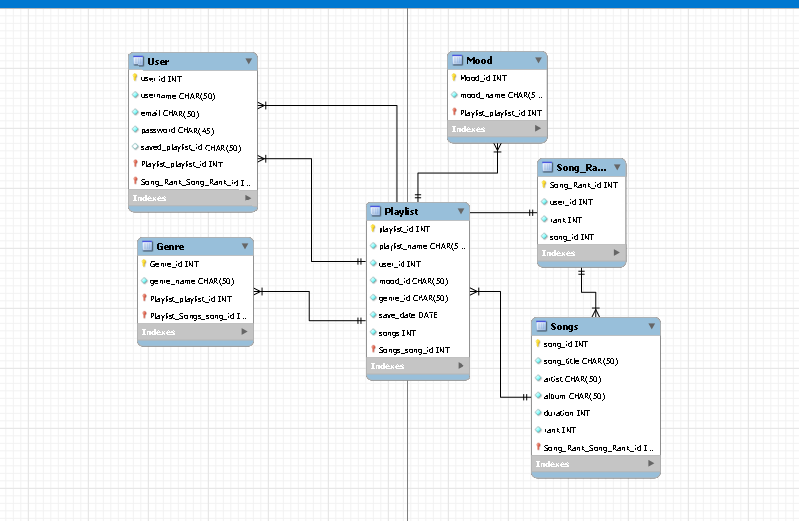 User
user_id INT
username CHAR(50)
email CHAR(50)
password CHAR(45)
saved_playlist_id CHAR(50)
Playlist_playlist_id INT
Song_Rank_Song_Rank_id I...
Indexes
Mood
Mood_id INT
mood_name CHAR(5...
Playlist_playlist_id INT
Indexes
Song_Ra...
Song_Rank_id INT
user_id INT
rank INT
song_id INT
Indexes
Genre
Genre_id INT
genre_name CHAR(50)
Playlist_playlist_id INT
Playlist_Songs_song_id I...
Indexes
Playlist
playlist_id INT
playlist_name CHAR(5...
user_id INT
mood_id CHAR(50)
genre_id CHAR(50)
save_date DATE
songs INT
Songs_song_id INT
Indexes
Songs
song_id INT
song_title CHAR(50)
artist CHAR(50)
album CHAR(50)
duration INT
rank INT
Song_Rank_Song_Rank_id I...
Indexes